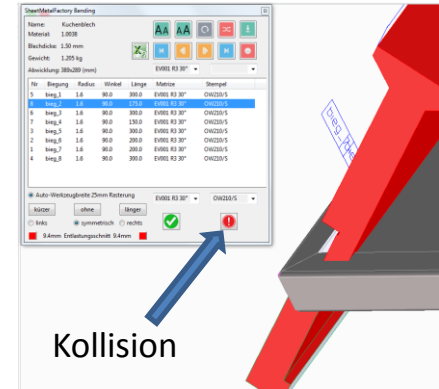 SheetMetalFactory Bending
Name: Kuchenblech
Material: 1.0038
Blechdicke: 1.50 mm
Gewicht: 1.205 kg
Abwicklung: 389x289 (mm)
AA AA
EV001 R3 30°
Nr Biegung Radius Winkel Länge Matrize Stempel
5 bieg_1 1.6 90.0 300.0 EV001 R3 30° OW210/S
8 bieg_2 1.6 90.0 175.0 EV001 R3 30° OW210/S
6 bieg_3 1.6 90.0 300.0 EV001 R3 30° OW210/S
7 bieg_4 1.6 90.0 150.0 EV001 R3 30° OW210/S
3 bieg_5 1.6 90.0 300.0 EV001 R3 30° OW210/S
2 bieg_6 1.6 90.0 200.0 EV001 R3 30° OW210/S
1 bieg_7 1.6 90.0 200.0 EV001 R3 30° OW210/S
4 bieg_8 1.6 90.0 300.0 EV001 R3 30° OW210/S
Auto-Werkzeugbreite 25mm Rasterung
EV001 R3 30° OW210/S
kürzer ohne länger
links symmetrisch rechts
9.4mm Entlastungsschnitt 9.4mm
Kollision